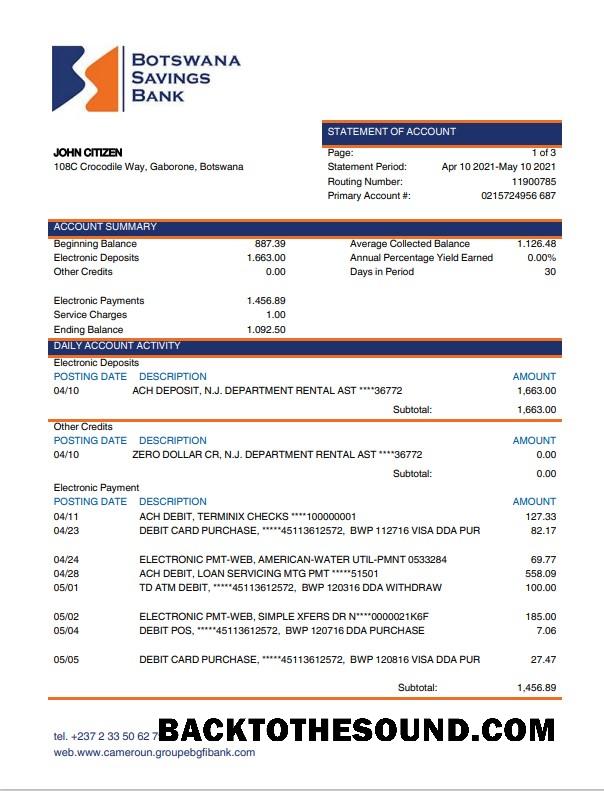 BOTSWANA
SAVINGS
BANK
STATEMENT OF ACCOUNT
JOHN CITIZEN
108C Crocodile Way, Gaborone, Botswana
Page: 1 of 3
Statement Period: Apr 10 2021-May 10 2021
Routing Number: 11900785
Primary Account #: 0215724956 687
ACCOUNT SUMMARY
Beginning Balance 887.39 Average Collected Balance 1.126.48
Electronic Deposits 1.663.00 Annual Percentage Yield Earned 0.00%
Other Credits 0.00 Days in Period 30
Electronic Payments 1.456.89
Service Charges 1.00
Ending Balance 1.092.50
DAILY ACCOUNT ACTIVITY
Electronic Deposits
POSTING DATE DESCRIPTION AMOUNT
04/10 ACH DEPOSIT, N.J. DEPARTMENT RENTAL AST ****36772 1,663.00
Subtotal: 1,663.00
Other Credits
POSTING DATE DESCRIPTION AMOUNT
04/10 ZERO DOLLAR CR, N.J. DEPARTMENT RENTAL AST ****36772 0.00
Subtotal: 0.00
Electronic Payment
POSTING DATE DESCRIPTION AMOUNT
04/11 ACH DEBIT, TERMINIX CHECKS ****100000001 127.33
04/23 DEBIT CARD PURCHASE, *****45113612572, BWP 112716 VISA DDA PUR 82.17
04/24 ELECTRONIC PMT-WEB, AMERICAN-WATER UTIL-PMNT 0533284 69.77
04/28 ACH DEBIT, LOAN SERVICING MTG PMT *****51501 558.09
05/01 TD ATM DEBIT, *****45113612572, BWP 120316 DDA WITHDRAW 100.00
05/02 ELECTRONIC PMT-WEB, SIMPLE XFERS DR N****0000021K6F 185.00
05/04 DEBIT POS, *****45113612572, BWP 120716 DDA PURCHASE 7.06
05/05 DEBIT CARD PURCHASE, *****45113612572, BWP 120816 VISA DDA PUR 27.47
Subtotal: 1,456.89
tel. +237 2 33 50 62 7
BACKTOTHESOUND.COM
web.www.cameroun.groupebgfibank.com